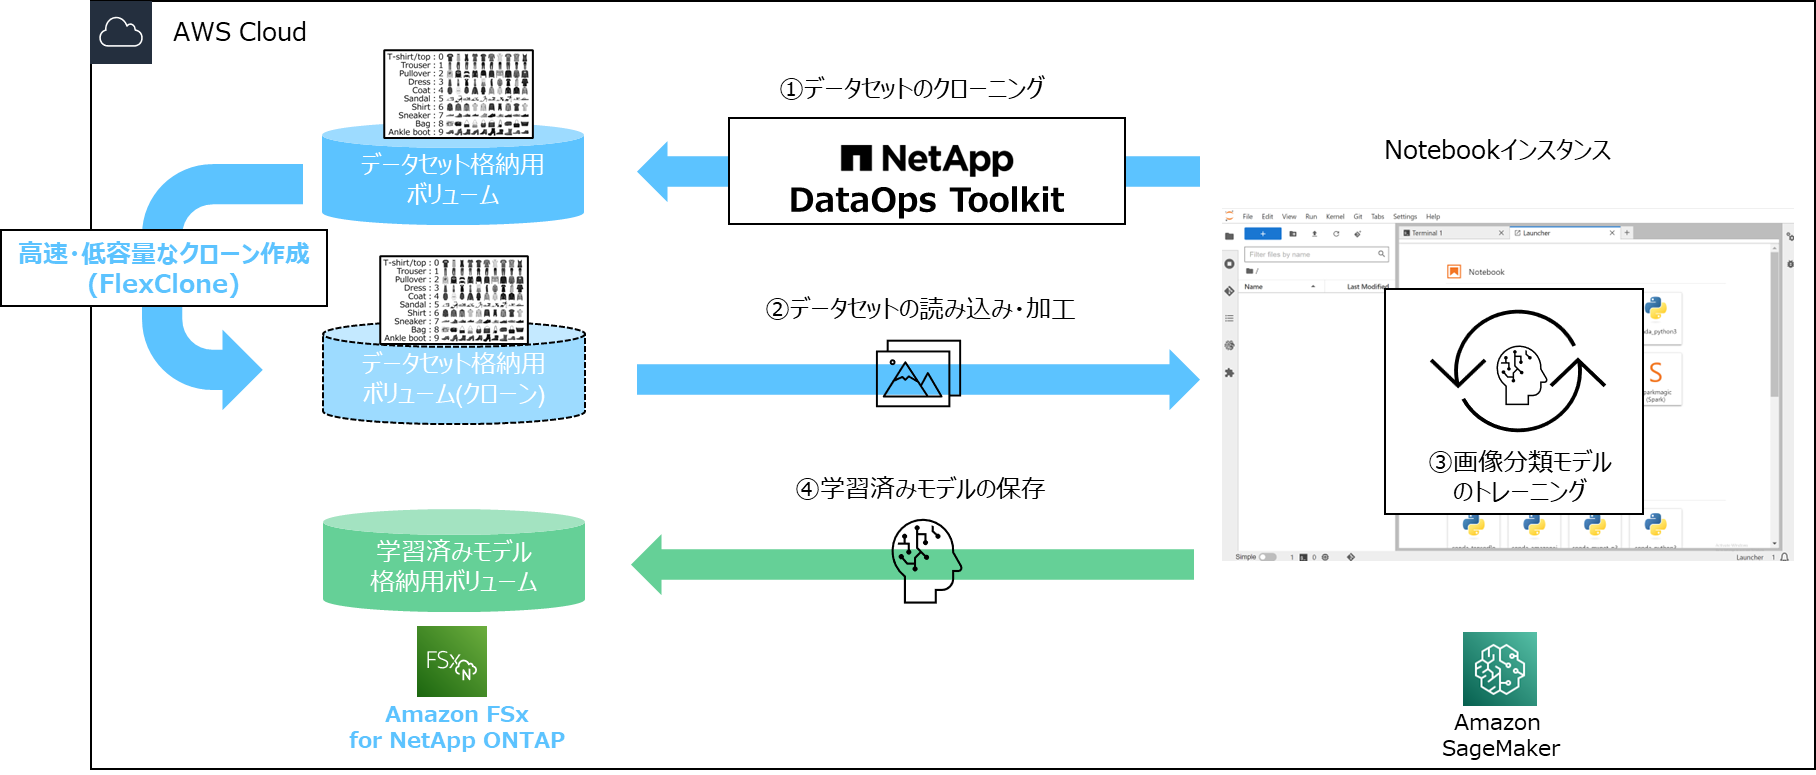 AWS Cloud
T-shirt/top : 0
Trouser : 1
Pullover : 2
Dress : 3
Coat : 4
Sandal : 5
Shirt : 6
Sneaker : 7
Bag : 8
Ankle boot : 9
データセット格納用
ボリューム
①データセットのクローニング
NetApp
DataOps Toolkit
高速・低容量なクローン作成
(FlexClone)
T-shirt/top : 0
Trouser : 1
Pullover : 2
Dress : 3
Coat : 4
Sandal : 5
Shirt : 6
Sneaker : 7
Bag : 8
Ankle boot : 9
データセット格納用
ボリューム(クローン)
②データセットの読み込み・加工
④学習済みモデルの保存
学習済みモデル
格納用ボリューム
FSx
N
Amazon FSx
for NetApp ONTAP
Notebookインスタンス
File Edit View Run Kernel Git Tabs Settings Help
Terminal 1
Launcher
Filter files by name
/
Name
Last Modified
Notebook
python3
S
(Spark)
③画像分類モデル
のトレーニング
Simple
1
0
Launcher
1
Amazon
SageMaker